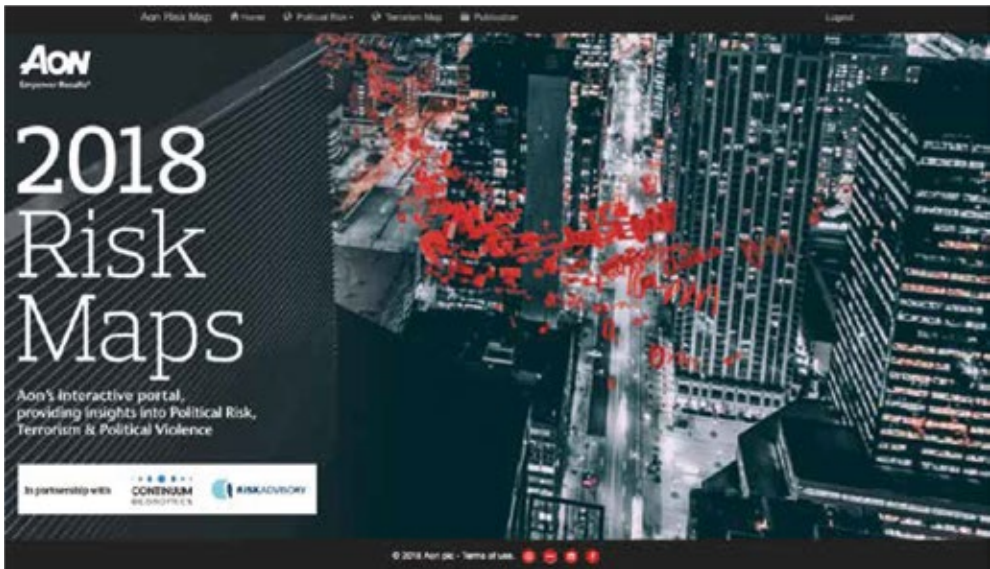 Aon Risk Map Home Political Risk Terrorism Map Publication Logout
AON
Empower Results®
2018
Risk
Maps
Aon's interactive portal,
providing insights into Political Risk,
Terrorism & Political Violence
In partnership with
CONTINUUM
ECONOMICS
RISKADVISORY
© 2018 Aon plc - Terms of use.